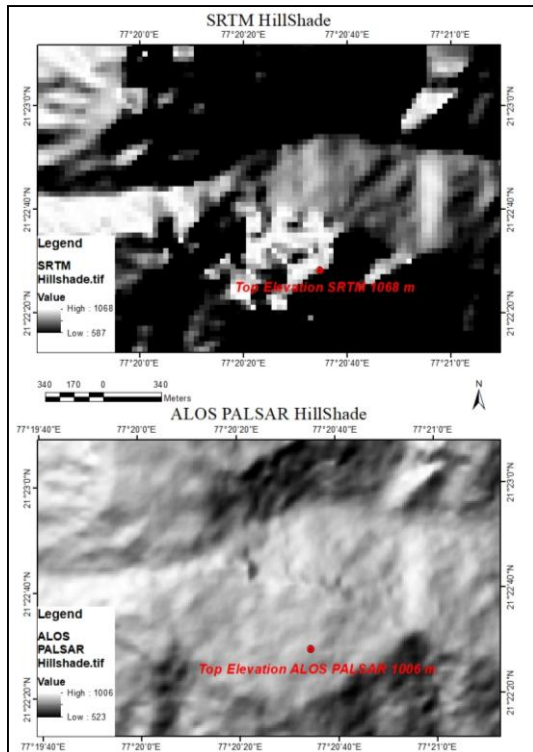 SRTM HillShade
77°20'0"E 77°20'20"E 77°20'40"E 77°21'0"E
21°23'0"N 21°23'0"N
21°22'40"N 21°22'40"N
21°22'20"N 21°22'20"N
Legend
SRTM
Hillshade.tif
Value
High : 1068
Low : 587
Top Elevation SRTM 1068 m
77°20'0"E 77°20'20"E 77°20'40"E 77°21'0"E
340 170 0 340
Meters
N
ALOS PALSAR HillShade
77°19'40"E 77°20'0"E 77°20'20"E 77°20'40"E 77°21'0"E
21°23'0"N 21°23'0"N
21°22'40"N 21°22'40"N
21°22'20"N 21°22'20"N
Legend
ALOS
PALSAR
Hillshade.tif
Value
High : 1006
Low : 523
Top Elevation ALOS PALSAR 1006 m
77°19'40"E 77°20'0"E 77°20'20"E 77°20'40"E 77°21'0"E